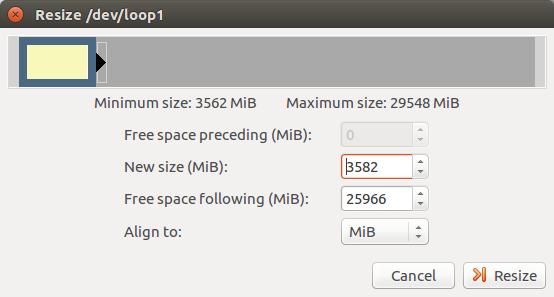 Resize /dev/loop1
Minimum size: 3562 MiB Maximum size: 29548 MiB
Free space preceding (MiB): 0
New size (MiB): 3582
Free space following (MiB): 25966
Align to: MiB
Cancel Resize